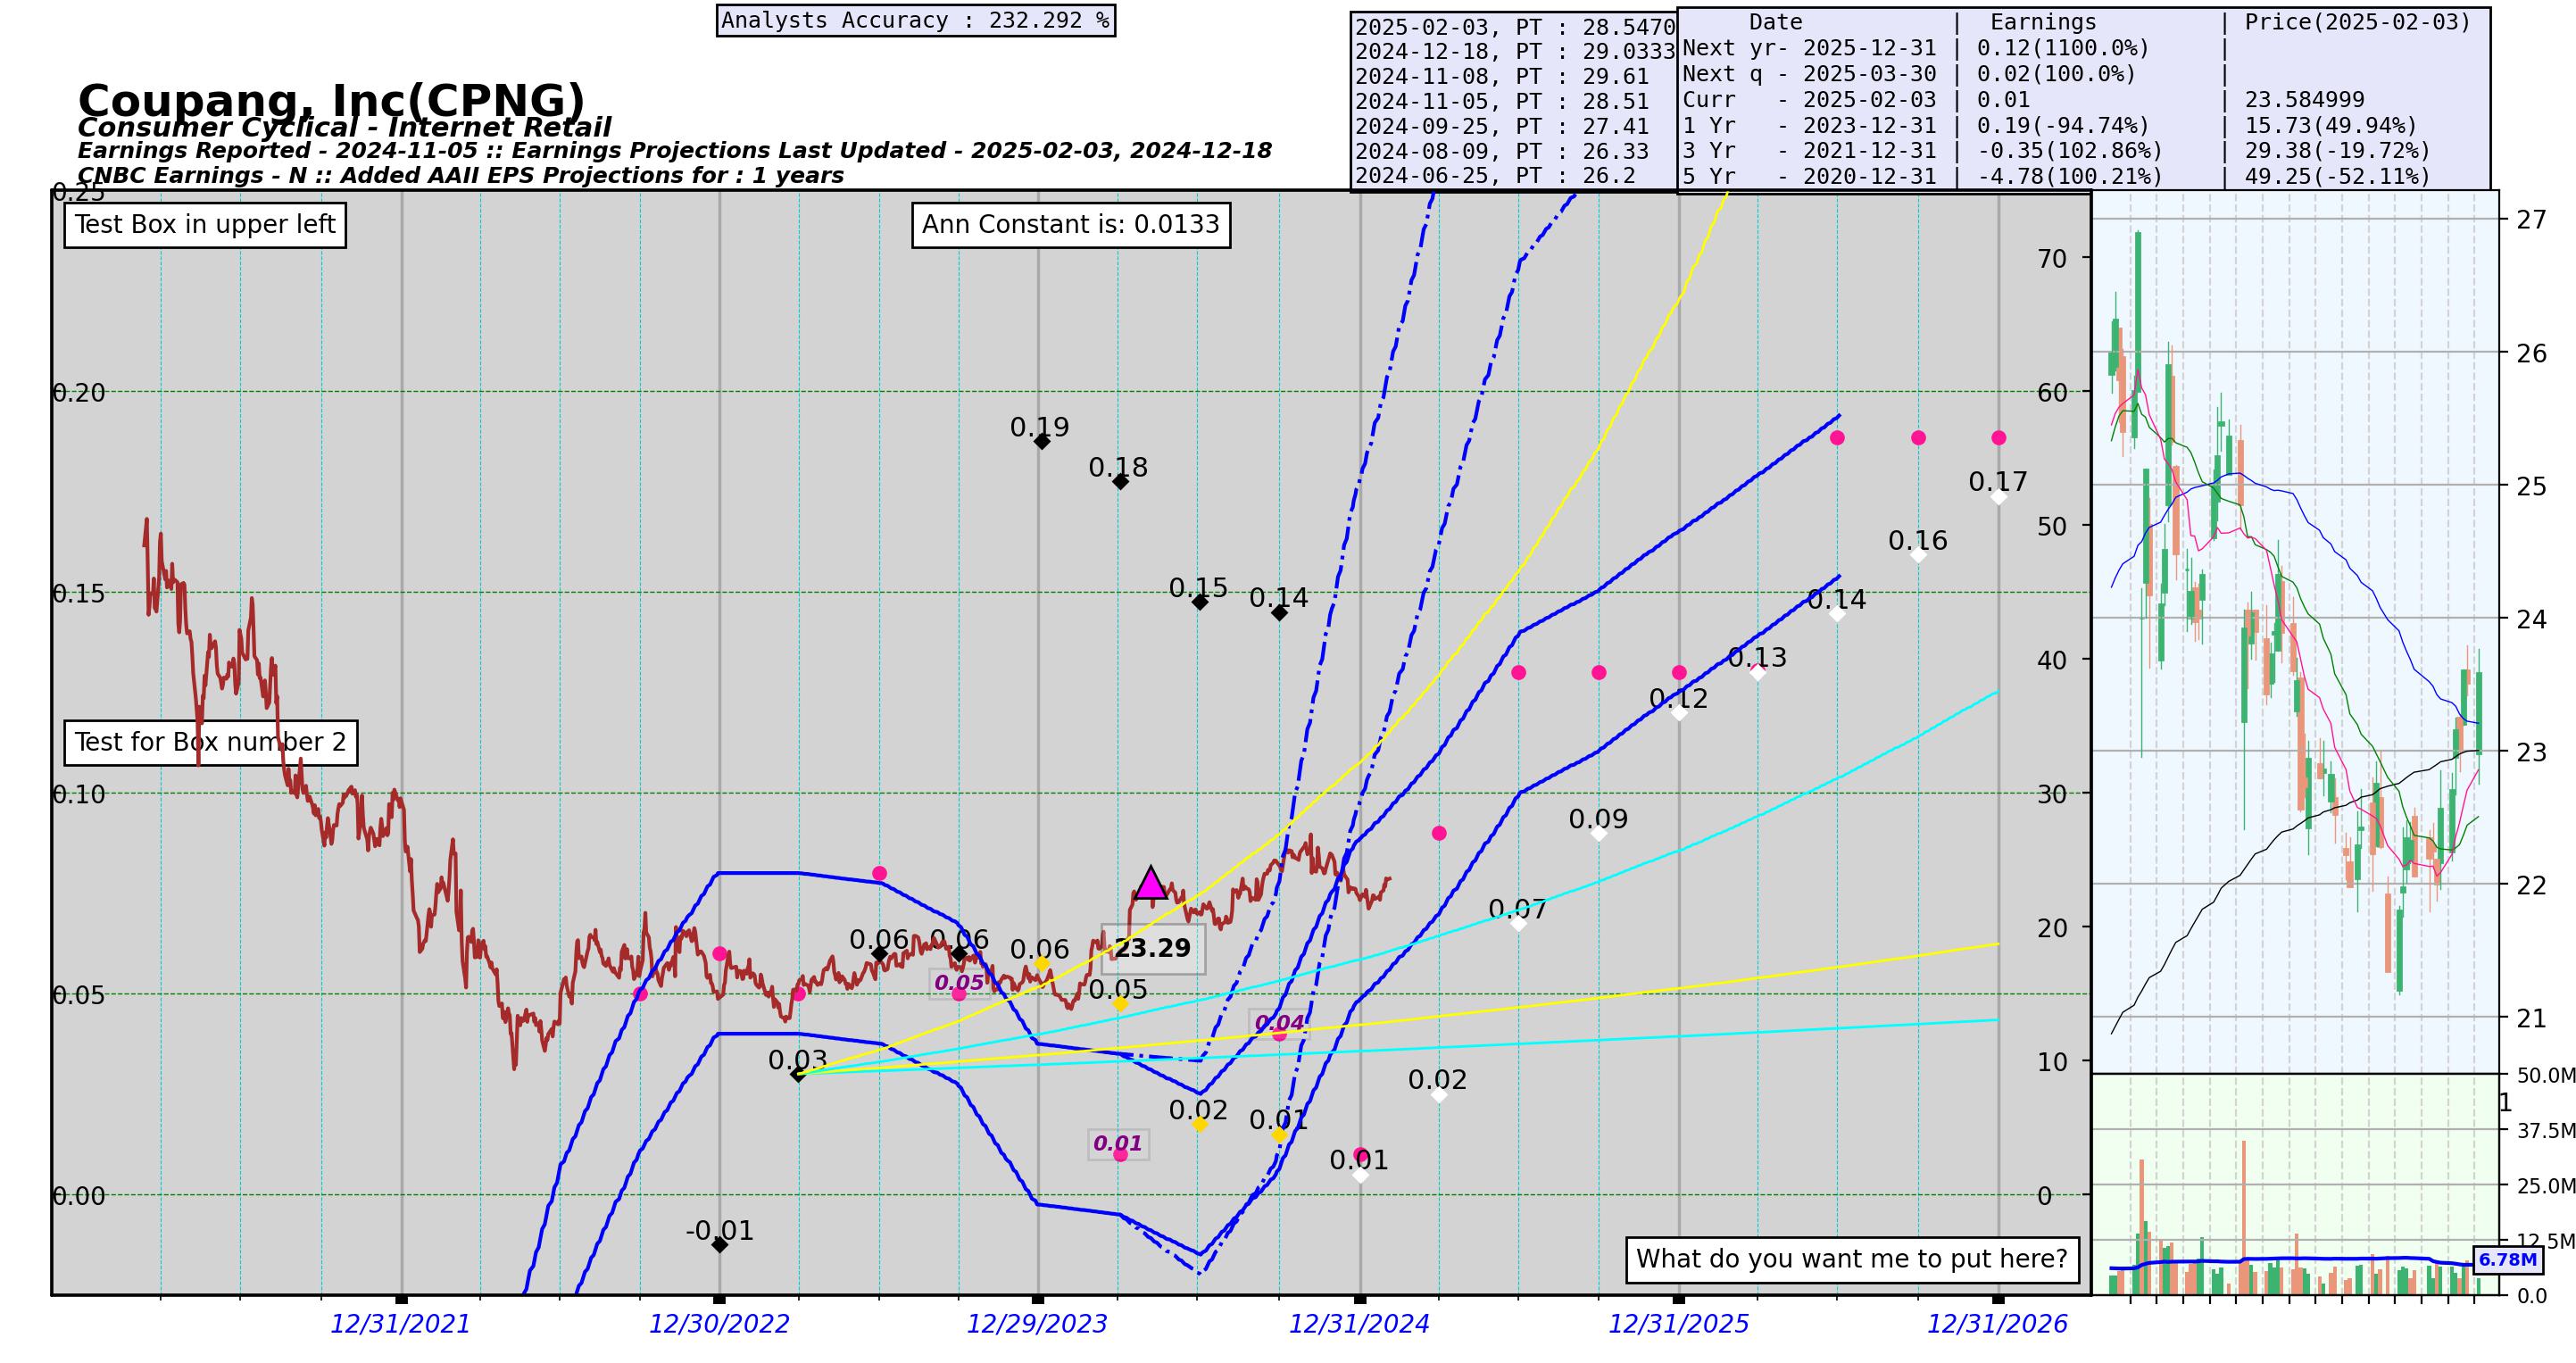 Analysts Accuracy : 232.292 %
2025-02-03, PT : 28.5470
2024-12-18, PT : 29.0333
2024-11-08, PT : 29.61
2024-11-05, PT : 28.51
2024-09-25, PT : 27.41
2024-08-09, PT : 26.33
2024-06-25, PT : 26.2
Date | Earnings | Price(2025-02-03)
Next yr- 2025-12-31 | 0.12(1100.0%) |
Next q - 2025-03-30 | 0.02(100.0%) |
Curr - 2025-02-03 | 0.01 | 23.584999
1 Yr - 2023-12-31 | 0.19(-94.74%) | 15.73(49.94%)
3 Yr - 2021-12-31 | -0.35(102.86%) | 29.38(-19.72%)
5 Yr - 2020-12-31 | -4.78(100.21%) | 49.25(-52.11%)
Coupang, Inc(CPNG)
Consumer Cyclical - Internet Retail
Earnings Reported - 2024-11-05 :: Earnings Projections Last Updated - 2025-02-03, 2024-12-18
CNBC Earnings - N :: Added AAII EPS Projections for : 1 years
Test Box in upper left
Ann Constant is: 0.0133
Test for Box number 2
What do you want me to put here?
0.25
0.20
0.15
0.10
0.05
0.00
70
60
50
40
30
20
10
0
-0.01
0.03
0.06
0.06
0.05
0.19
0.06
0.18
23.29
0.05
0.01
0.15
0.02
0.14
0.04
0.01
0.01
0.02
0.07
0.09
0.12
0.13
0.14
0.16
0.17
27
26
25
24
23
22
21
50.0M
1
37.5M
25.0M
12.5M
6.78M
0.0
12/31/2021
12/30/2022
12/29/2023
12/31/2024
12/31/2025
12/31/2026